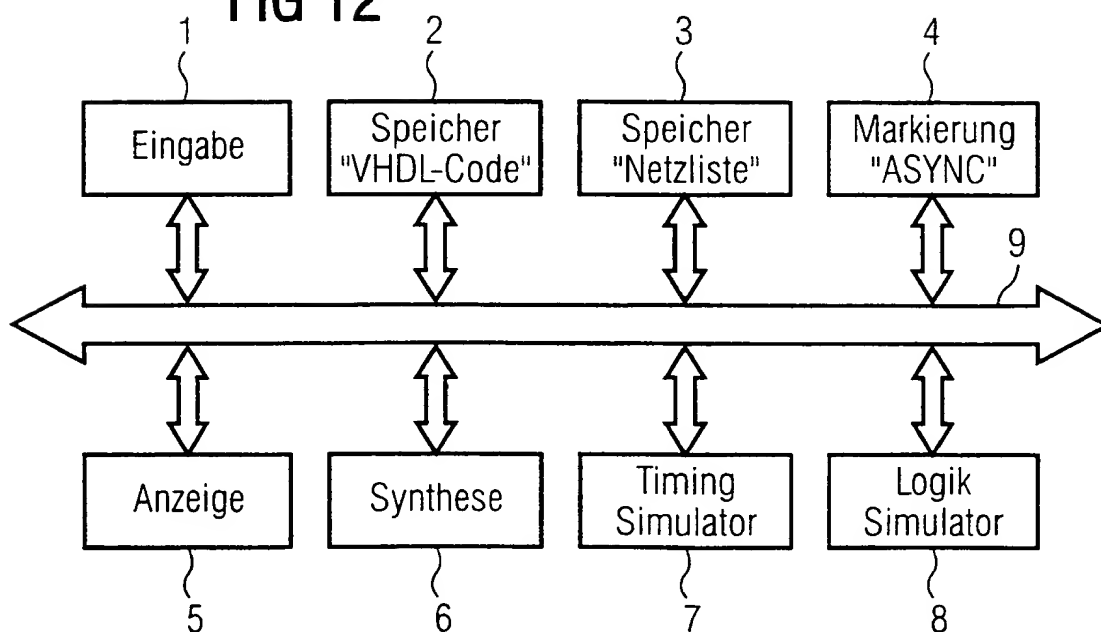 FIG 12
1
2
3
4
Eingabe
Speicher
"VHDL-Code"
Speicher
"Netzliste"
Markierung
"ASYNC"
9
Anzeige
Synthese
Timing
Simulator
Logik
Simulator
5
6
7
8